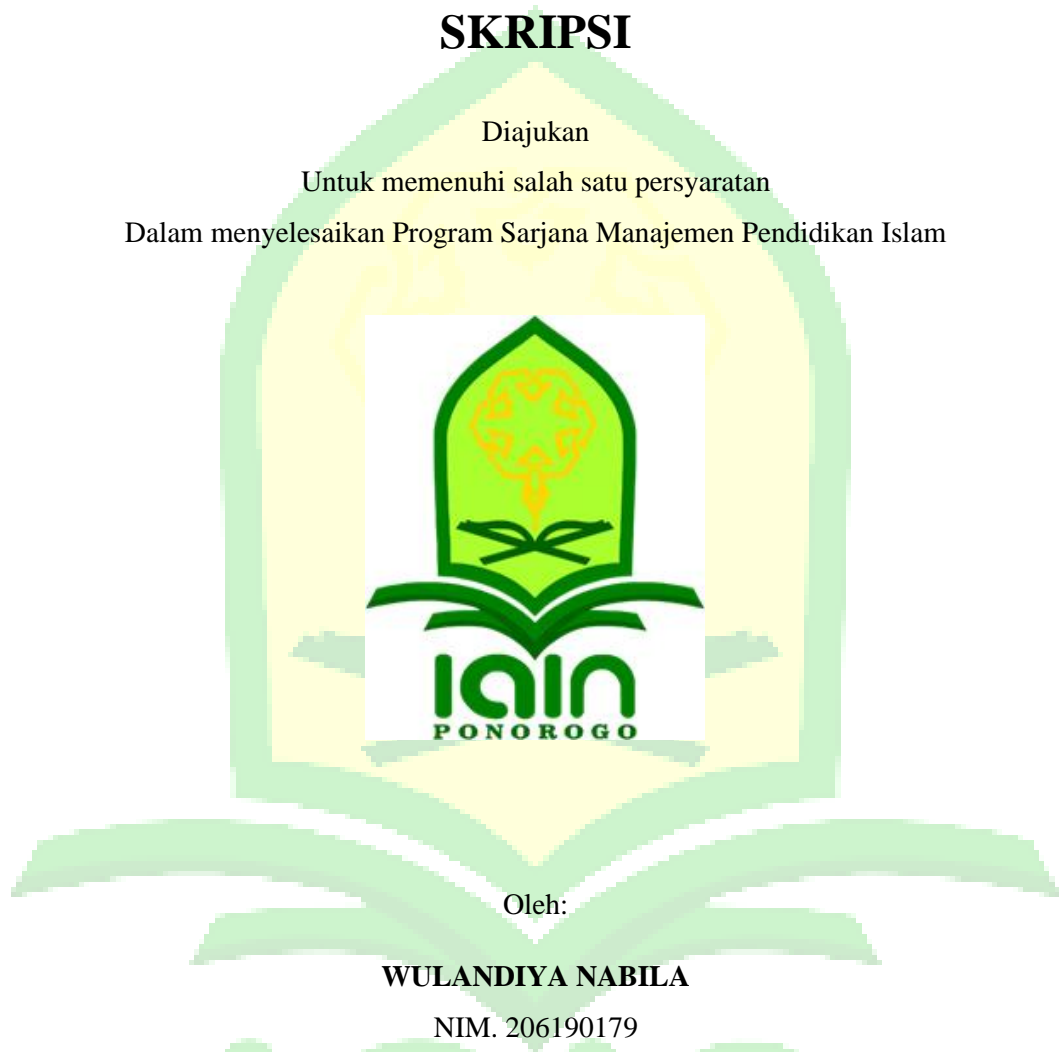 SKRIPSI
Diajukan
Untuk memenuhi salah satu persyaratan
Dalam menyelesaikan Program Sarjana Manajemen Pendidikan Islam
iain
PONOROGO
Oleh:
WULANDIYA NABILA
NIM. 206190179